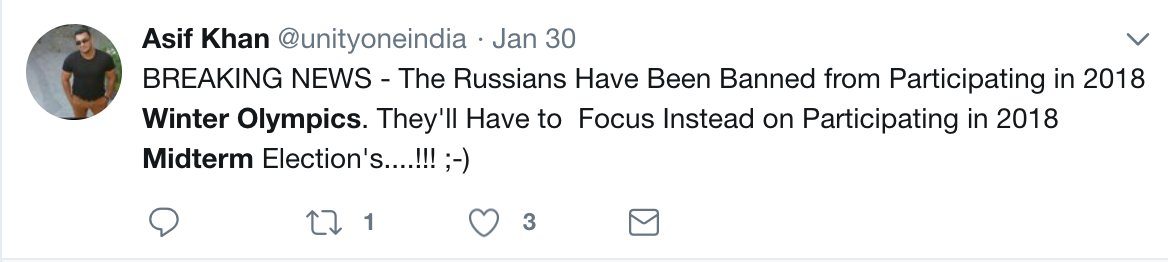 Asif Khan @unityoneindia · Jan 30
BREAKING NEWS - The Russians Have Been Banned from Participating in 2018
Winter Olympics. They'll Have to  Focus Instead on Participating in 2018
Midterm Election's....!!! ;-)
1 3